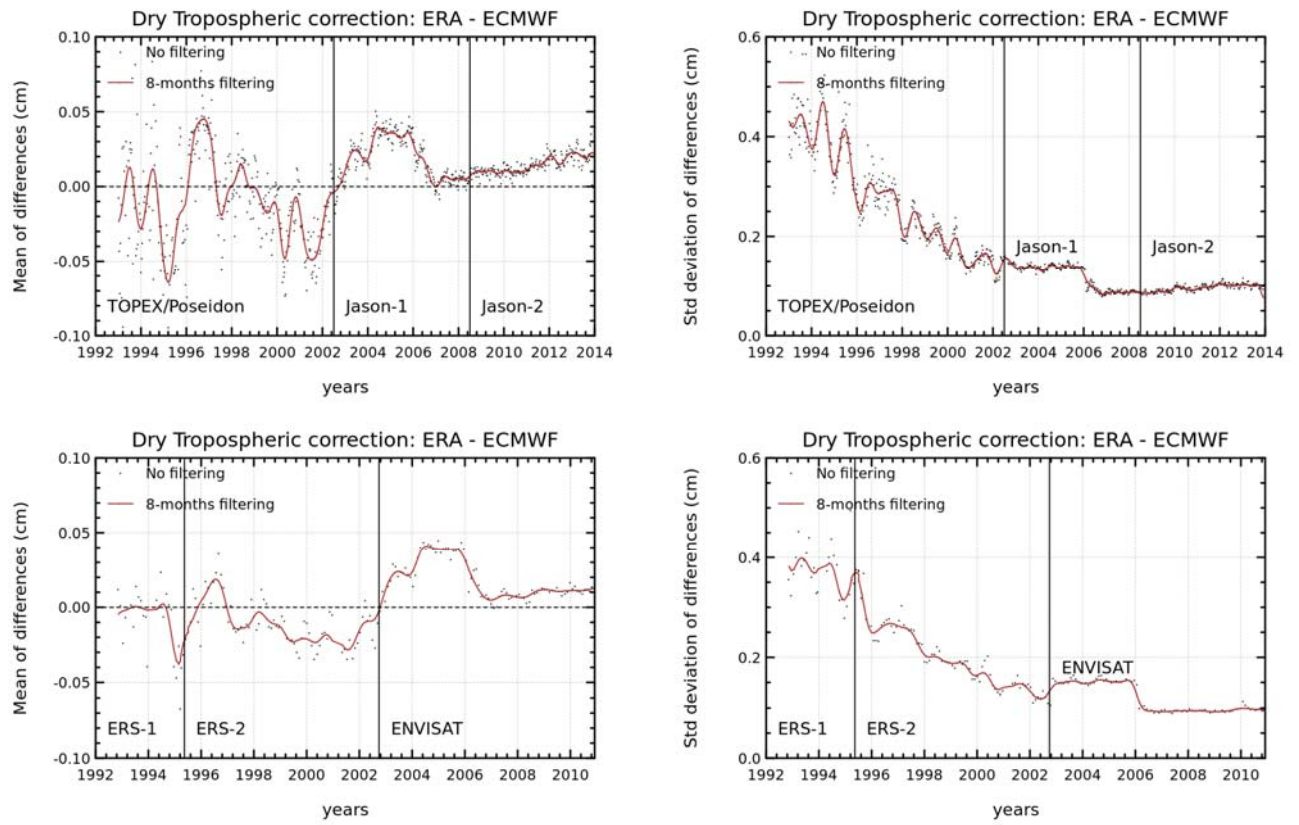 Dry Tropospheric correction: ERA - ECMWF
Mean of differences (cm)
0.10
0.05
0.00
-0.05
-0.10
No filtering
8-months filtering
TOPEX/Poseidon
Jason-1
Jason-2
1992 1994 1996 1998 2000 2002 2004 2006 2008 2010 2012 2014
years
Dry Tropospheric correction: ERA - ECMWF
Std deviation of differences (cm)
0.6
0.4
0.2
0.0
No filtering
8-months filtering
Jason-1
Jason-2
TOPEX/Poseidon
1992 1994 1996 1998 2000 2002 2004 2006 2008 2010 2012 2014
years
Dry Tropospheric correction: ERA - ECMWF
Mean of differences (cm)
0.10
0.05
0.00
-0.05
-0.10
No filtering
8-months filtering
ERS-1
ERS-2
ENVISAT
1992 1994 1996 1998 2000 2002 2004 2006 2008 2010
years
Dry Tropospheric correction: ERA - ECMWF
Std deviation of differences (cm)
0.6
0.4
0.2
0.0
No filtering
8-months filtering
ENVISAT
ERS-1
ERS-2
1992 1994 1996 1998 2000 2002 2004 2006 2008 2010
years